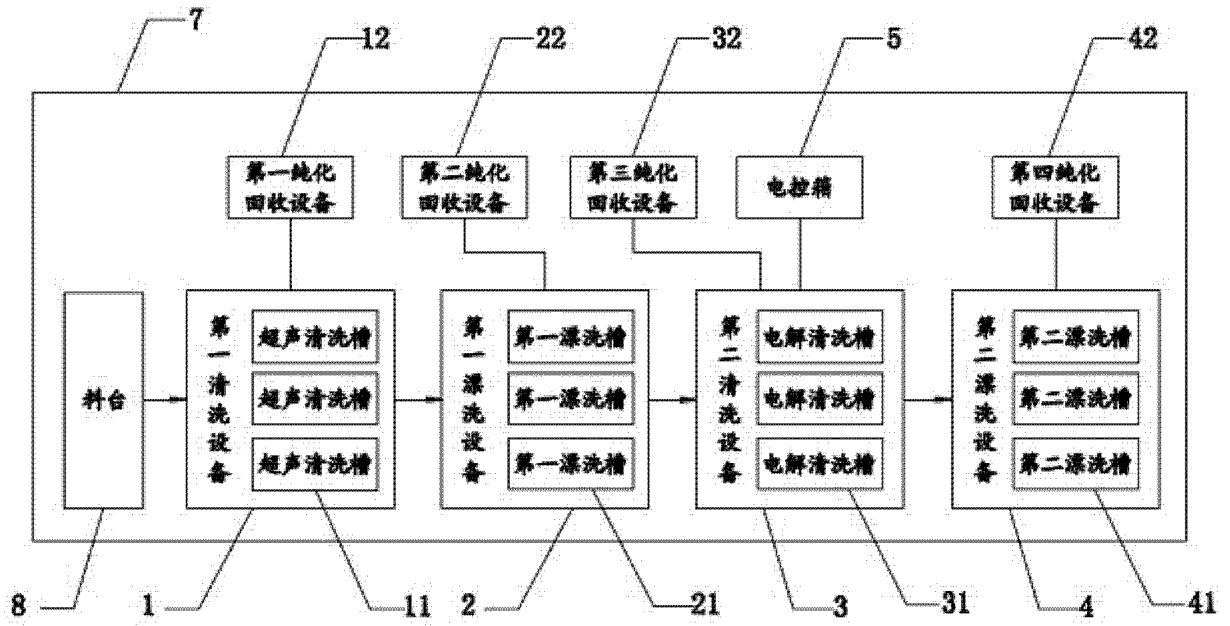 7
12
22
32
5
42
第一纯化
回收设备
第二纯化
回收设备
第三纯化
回收设备
电控箱
第四纯化
回收设备
料台
第一清洗设备
超声清洗槽
超声清洗槽
超声清洗槽
第一漂洗设备
第一漂洗槽
第一漂洗槽
第一漂洗槽
第二清洗设备
电解清洗槽
电解清洗槽
电解清洗槽
第二漂洗设备
第二漂洗槽
第二漂洗槽
第二漂洗槽
8
1
11
2
21
3
31
4
41